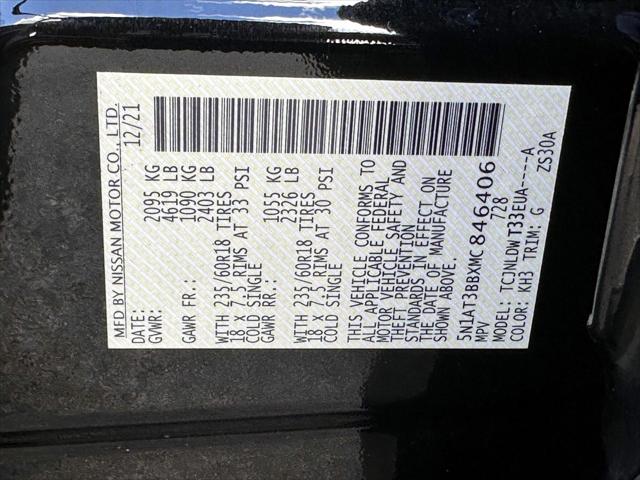 MFD BY NISSAN MOTOR CO., LTD.
DATE: 12/21
GVWR: 2095 KG
4619 LB
GAWR FR.: 1090 KG
2403 LB
WITH 235/60R18 TIRES
18 X 7.5 RIMS AT 33 PSI
COLD SINGLE
GAWR RR.: 1055 KG
2326 LB
WITH 235/60R18 TIRES
18 X 7.5 RIMS AT 30 PSI
COLD SINGLE
THIS VEHICLE CONFORMS TO
ALL APPLICABLE FEDERAL
MOTOR VEHICLE SAFETY AND
THEFT PREVENTION
STANDARDS IN EFFECT ON
THE DATE OF MANUFACTURE
SHOWN ABOVE.
5N1AT3BBXMC846406
MPV 728
MODEL: TC1NLDWT33EUA----A
COLOR: KH3 TRIM: G ZS30A